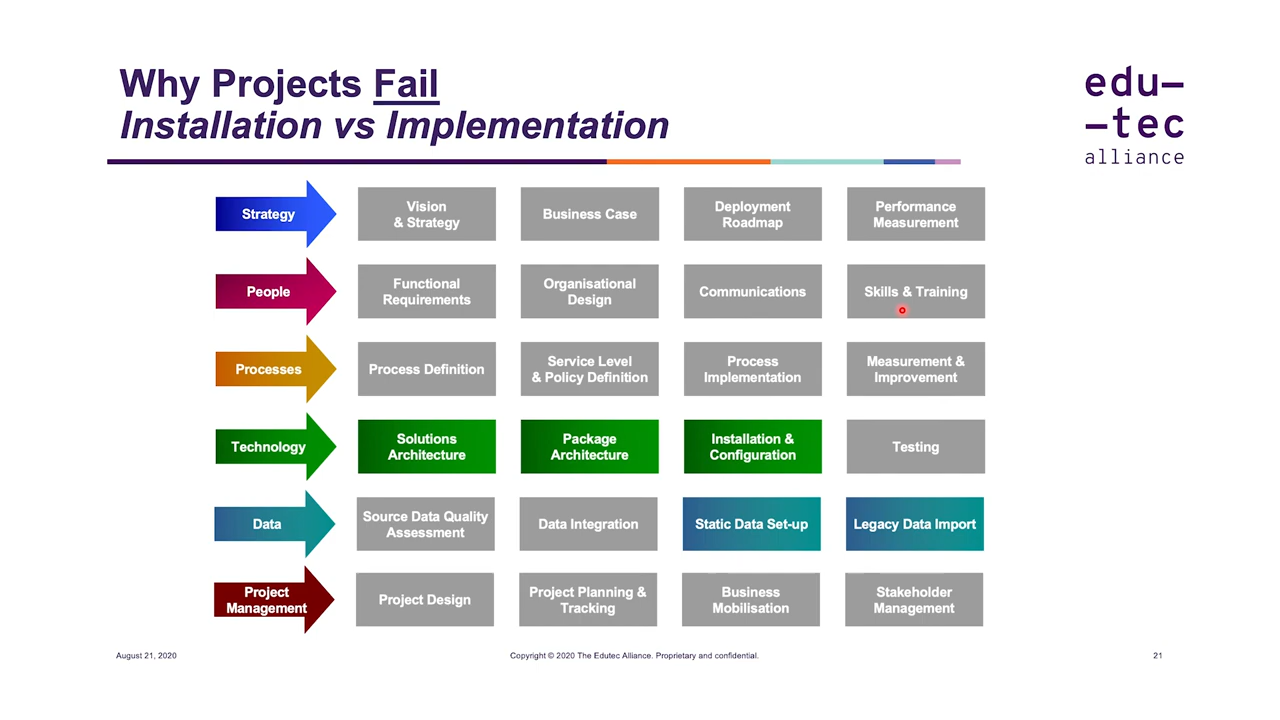 Why Projects Fail
Installation vs Implementation
edu–
–tec
alliance
Strategy
Vision
& Strategy
Business Case
Deployment
Roadmap
Performance
Measurement
People
Functional
Requirements
Organisational
Design
Communications
Skills & Training
Processes
Process Definition
Service Level
& Policy Definition
Process
Implementation
Measurement &
Improvement
Technology
Solutions
Architecture
Package
Architecture
Installation &
Configuration
Testing
Data
Source Data Quality
Assessment
Data Integration
Static Data Set-up
Legacy Data Import
Project
Management
Project Design
Project Planning &
Tracking
Business
Mobilisation
Stakeholder
Management
August 21, 2020
Copyright © 2020 The Edutec Alliance. Proprietary and confidential.
21